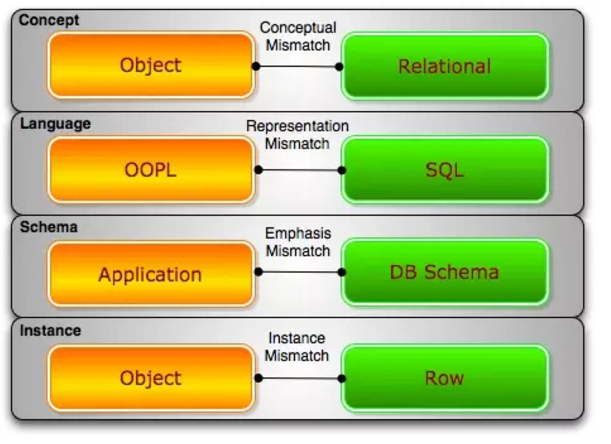 Concept
Conceptual
Mismatch
Object
Relational
Language
Representation
Mismatch
OOPL
SQL
Schema
Emphasis
Mismatch
Application
DB Schema
Instance
Instance
Mismatch
Object
Row